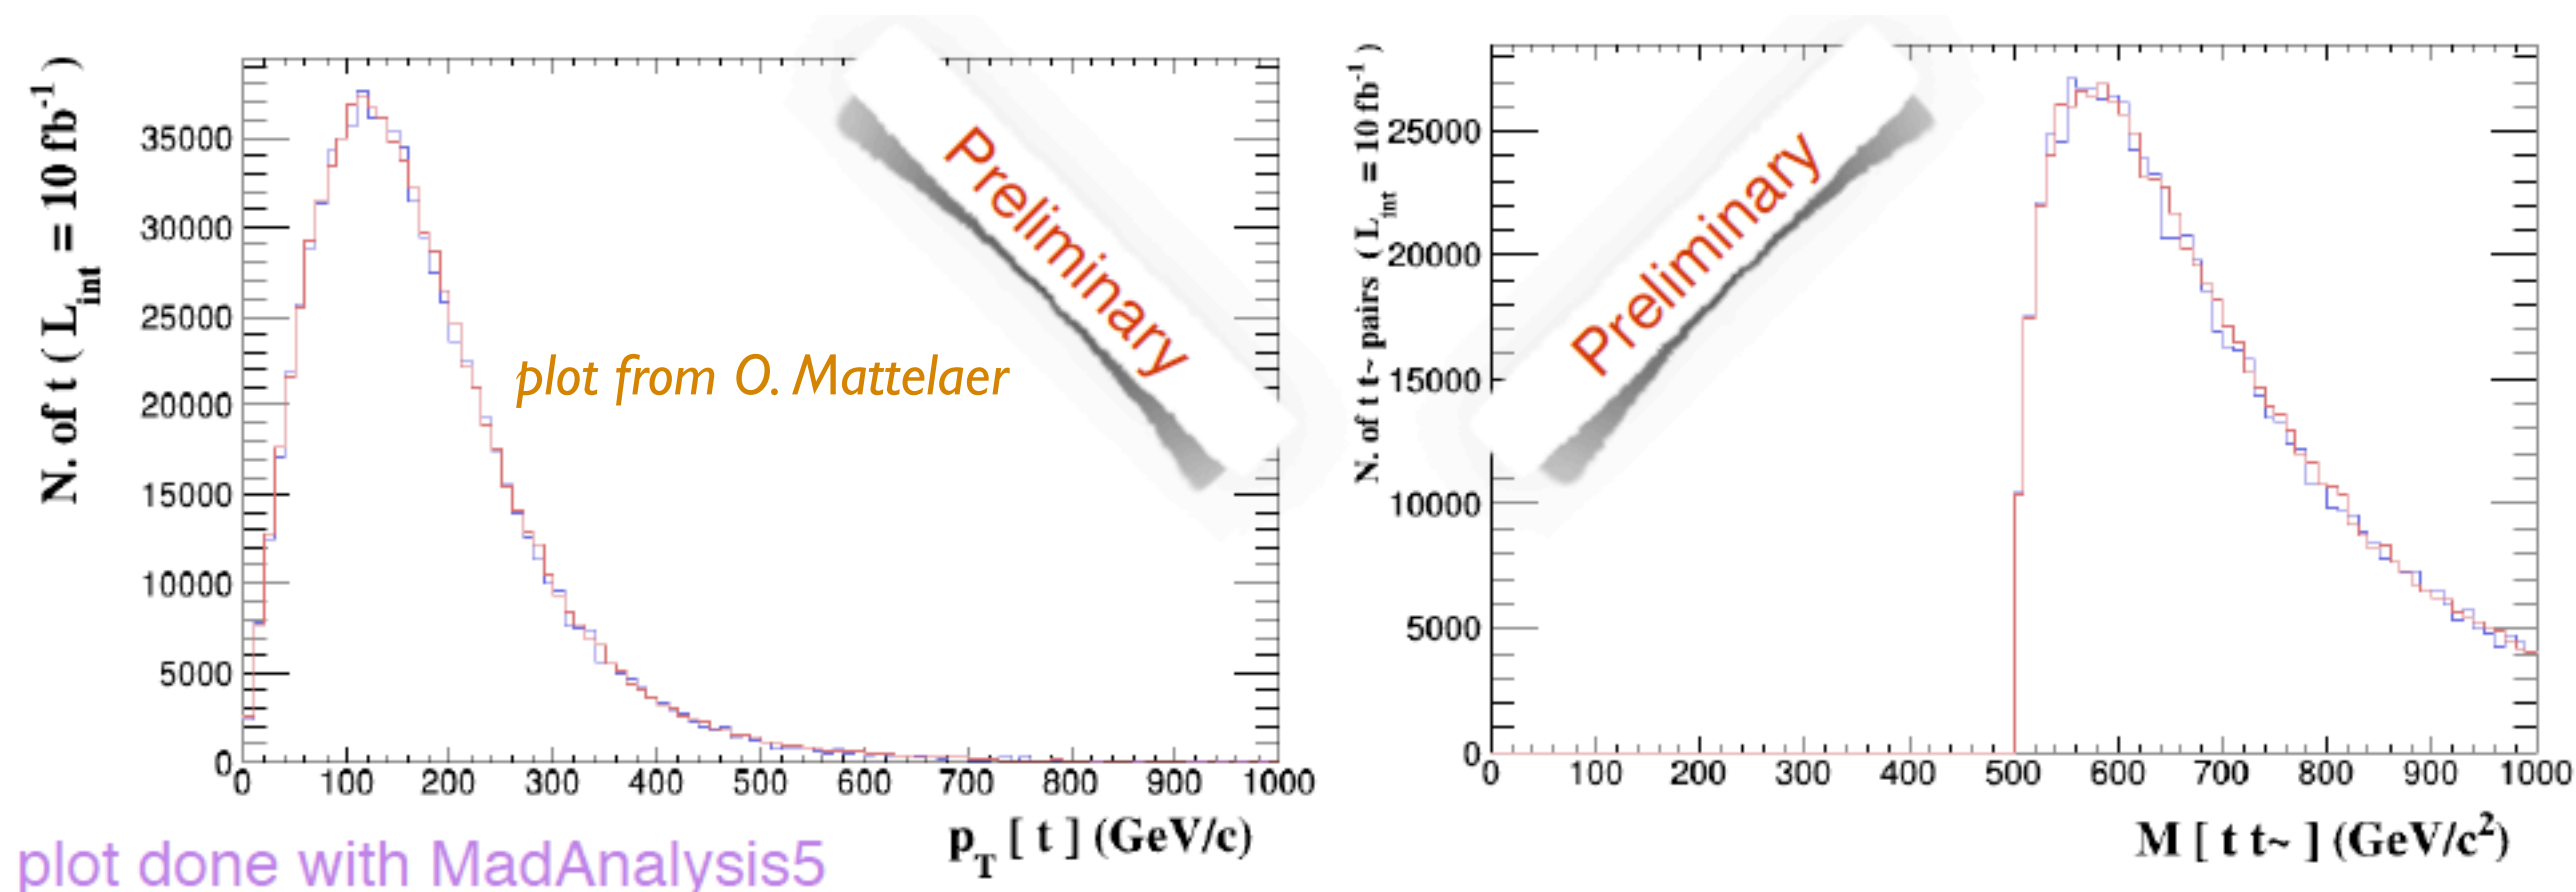 N. of t ( L_int = 10 fb^-1 )
35000
30000
25000
20000
15000
10000
5000
0
0 100 200 300 400 500 600 700 800 900 1000
p_T [ t ] (GeV/c)
Preliminary
plot from O. Mattelaer
plot done with MadAnalysis5
N. of t t~ pairs ( L_int = 10 fb^-1 )
25000
20000
15000
10000
5000
0
0 100 200 300 400 500 600 700 800 900 1000
M [ t t~ ] (GeV/c^2)
Preliminary